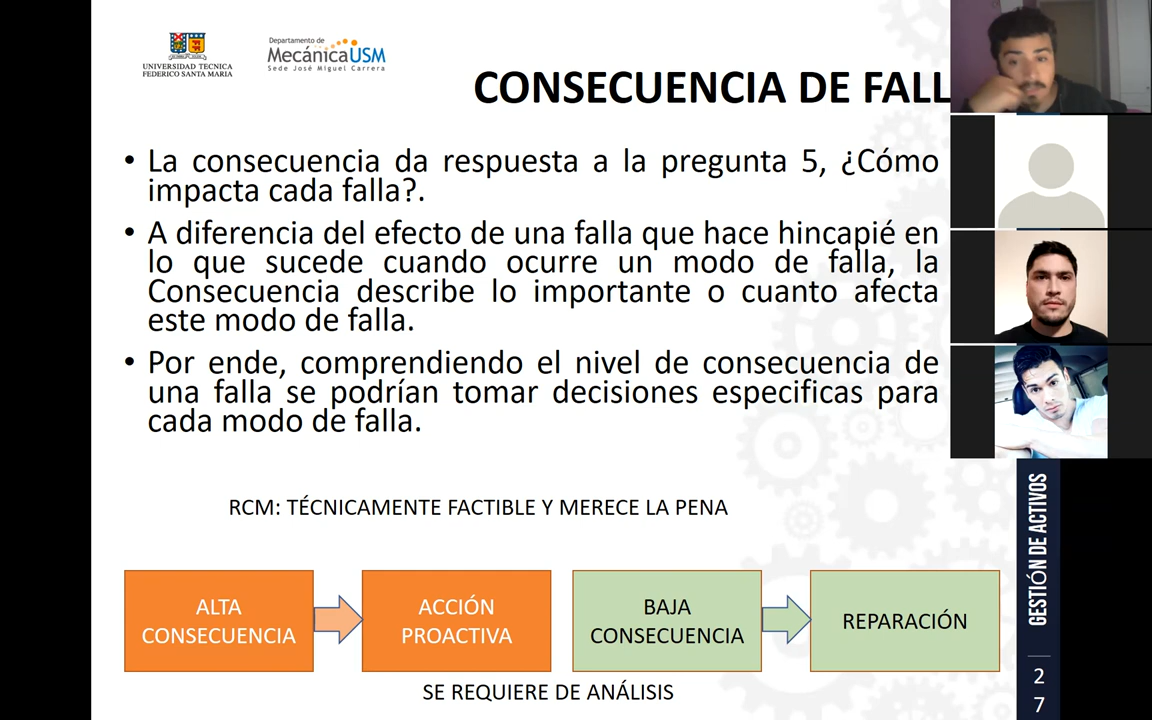 UNIVERSIDAD TECNICA
FEDERICO SANTA MARIA
Departamento de
MecánicaUSM
Sede José Miguel Carrera
CONSECUENCIA DE FALL
• La consecuencia da respuesta a la pregunta 5, ¿Cómo
impacta cada falla?.
• A diferencia del efecto de una falla que hace hincapié en
lo que sucede cuando ocurre un modo de falla, la
Consecuencia describe lo importante o cuanto afecta
este modo de falla.
• Por ende, comprendiendo el nivel de consecuencia de
una falla se podrían tomar decisiones especificas para
cada modo de falla.
RCM: TÉCNICAMENTE FACTIBLE Y MERECE LA PENA
ALTA
CONSECUENCIA
ACCIÓN
PROACTIVA
BAJA
CONSECUENCIA
REPARACIÓN
SE REQUIERE DE ANÁLISIS
GESTIÓN DE ACTIVOS
2
7